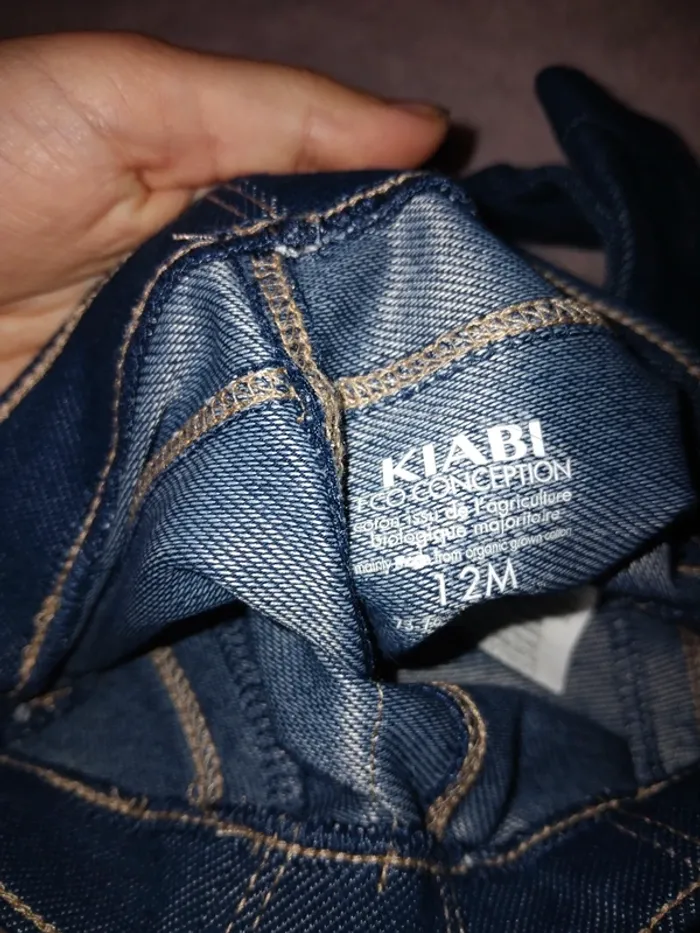 KIABI
ECO-CONCEPTION
coton issu de l'agriculture
biologique majoritaire
mainly made from organic grown cotton
12M